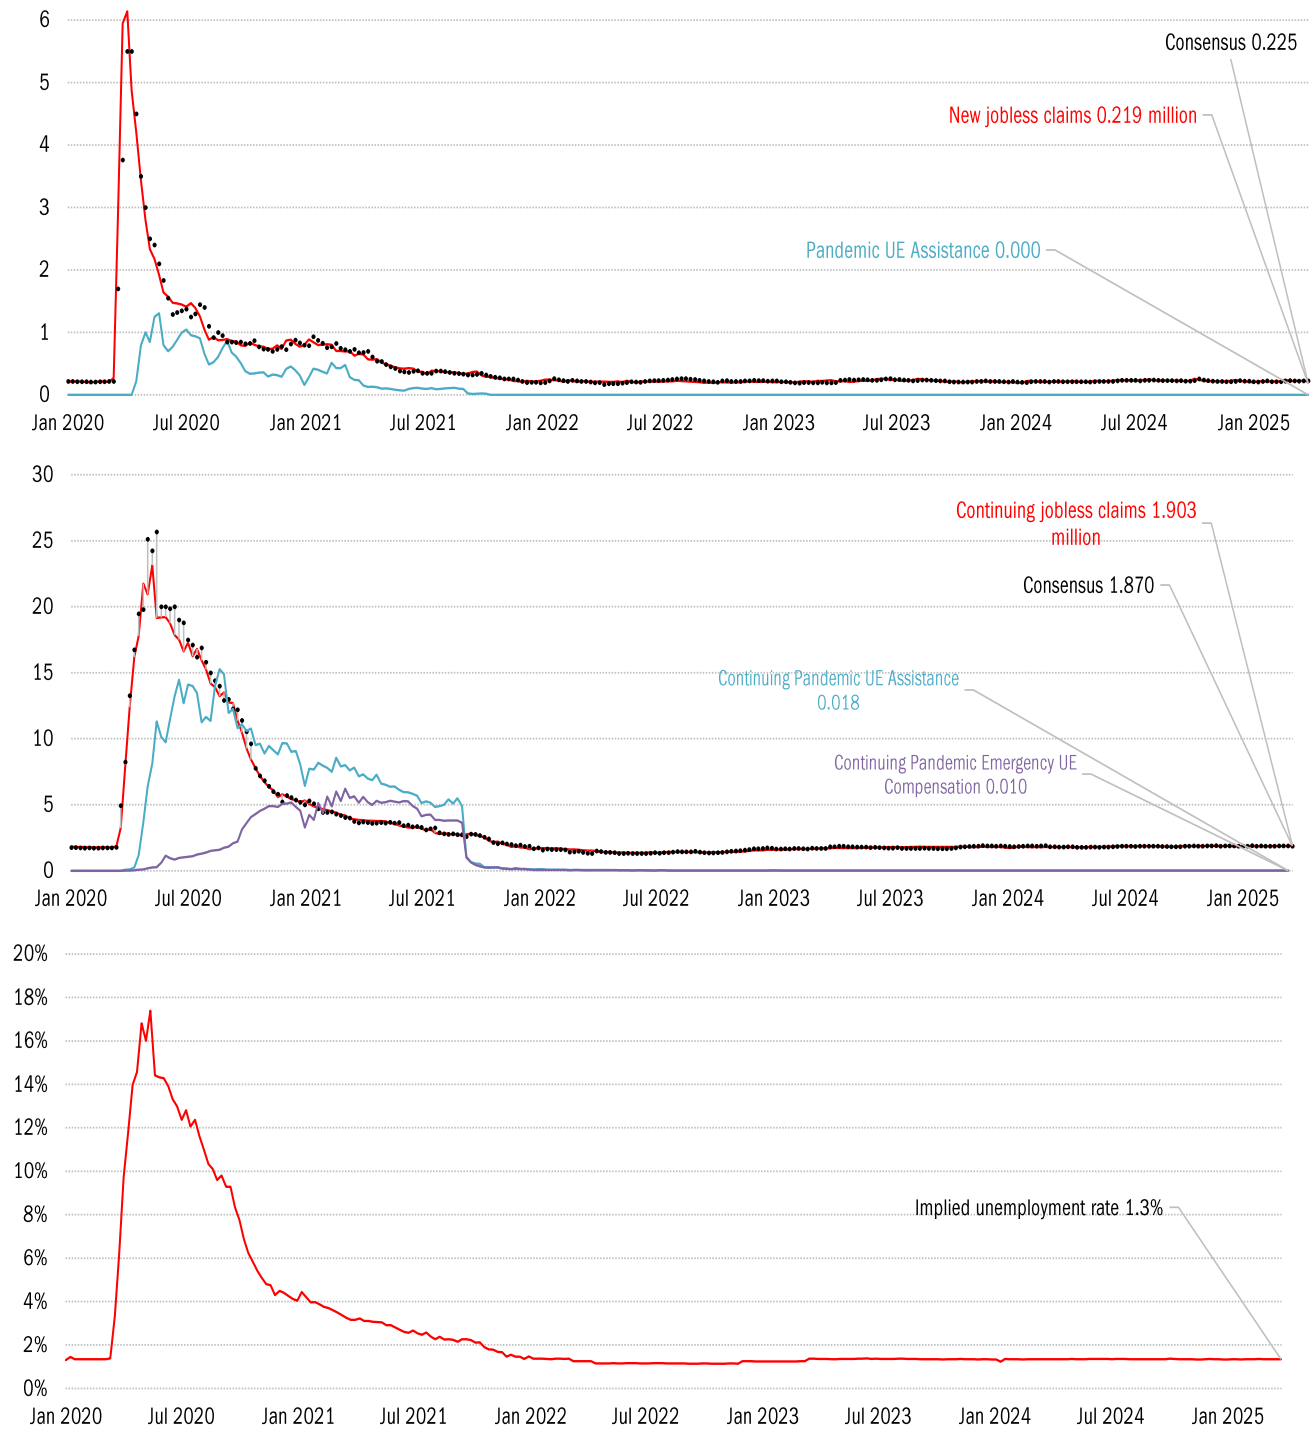 6
Consensus 0.225
5
New jobless claims 0.219 million
4
3
Pandemic UE Assistance 0.000
2
1
0
Jan 2020 Jul 2020 Jan 2021 Jul 2021 Jan 2022 Jul 2022 Jan 2023 Jul 2023 Jan 2024 Jul 2024 Jan 2025
30
Continuing jobless claims 1.903
million
25
Consensus 1.870
20
15
Continuing Pandemic UE Assistance
0.018
10
Continuing Pandemic Emergency UE
Compensation 0.010
5
0
Jan 2020 Jul 2020 Jan 2021 Jul 2021 Jan 2022 Jul 2022 Jan 2023 Jul 2023 Jan 2024 Jul 2024 Jan 2025
20%
18%
16%
14%
12%
10%
8%
Implied unemployment rate 1.3%
6%
4%
2%
0%
Jan 2020 Jul 2020 Jan 2021 Jul 2021 Jan 2022 Jul 2022 Jan 2023 Jul 2023 Jan 2024 Jul 2024 Jan 2025